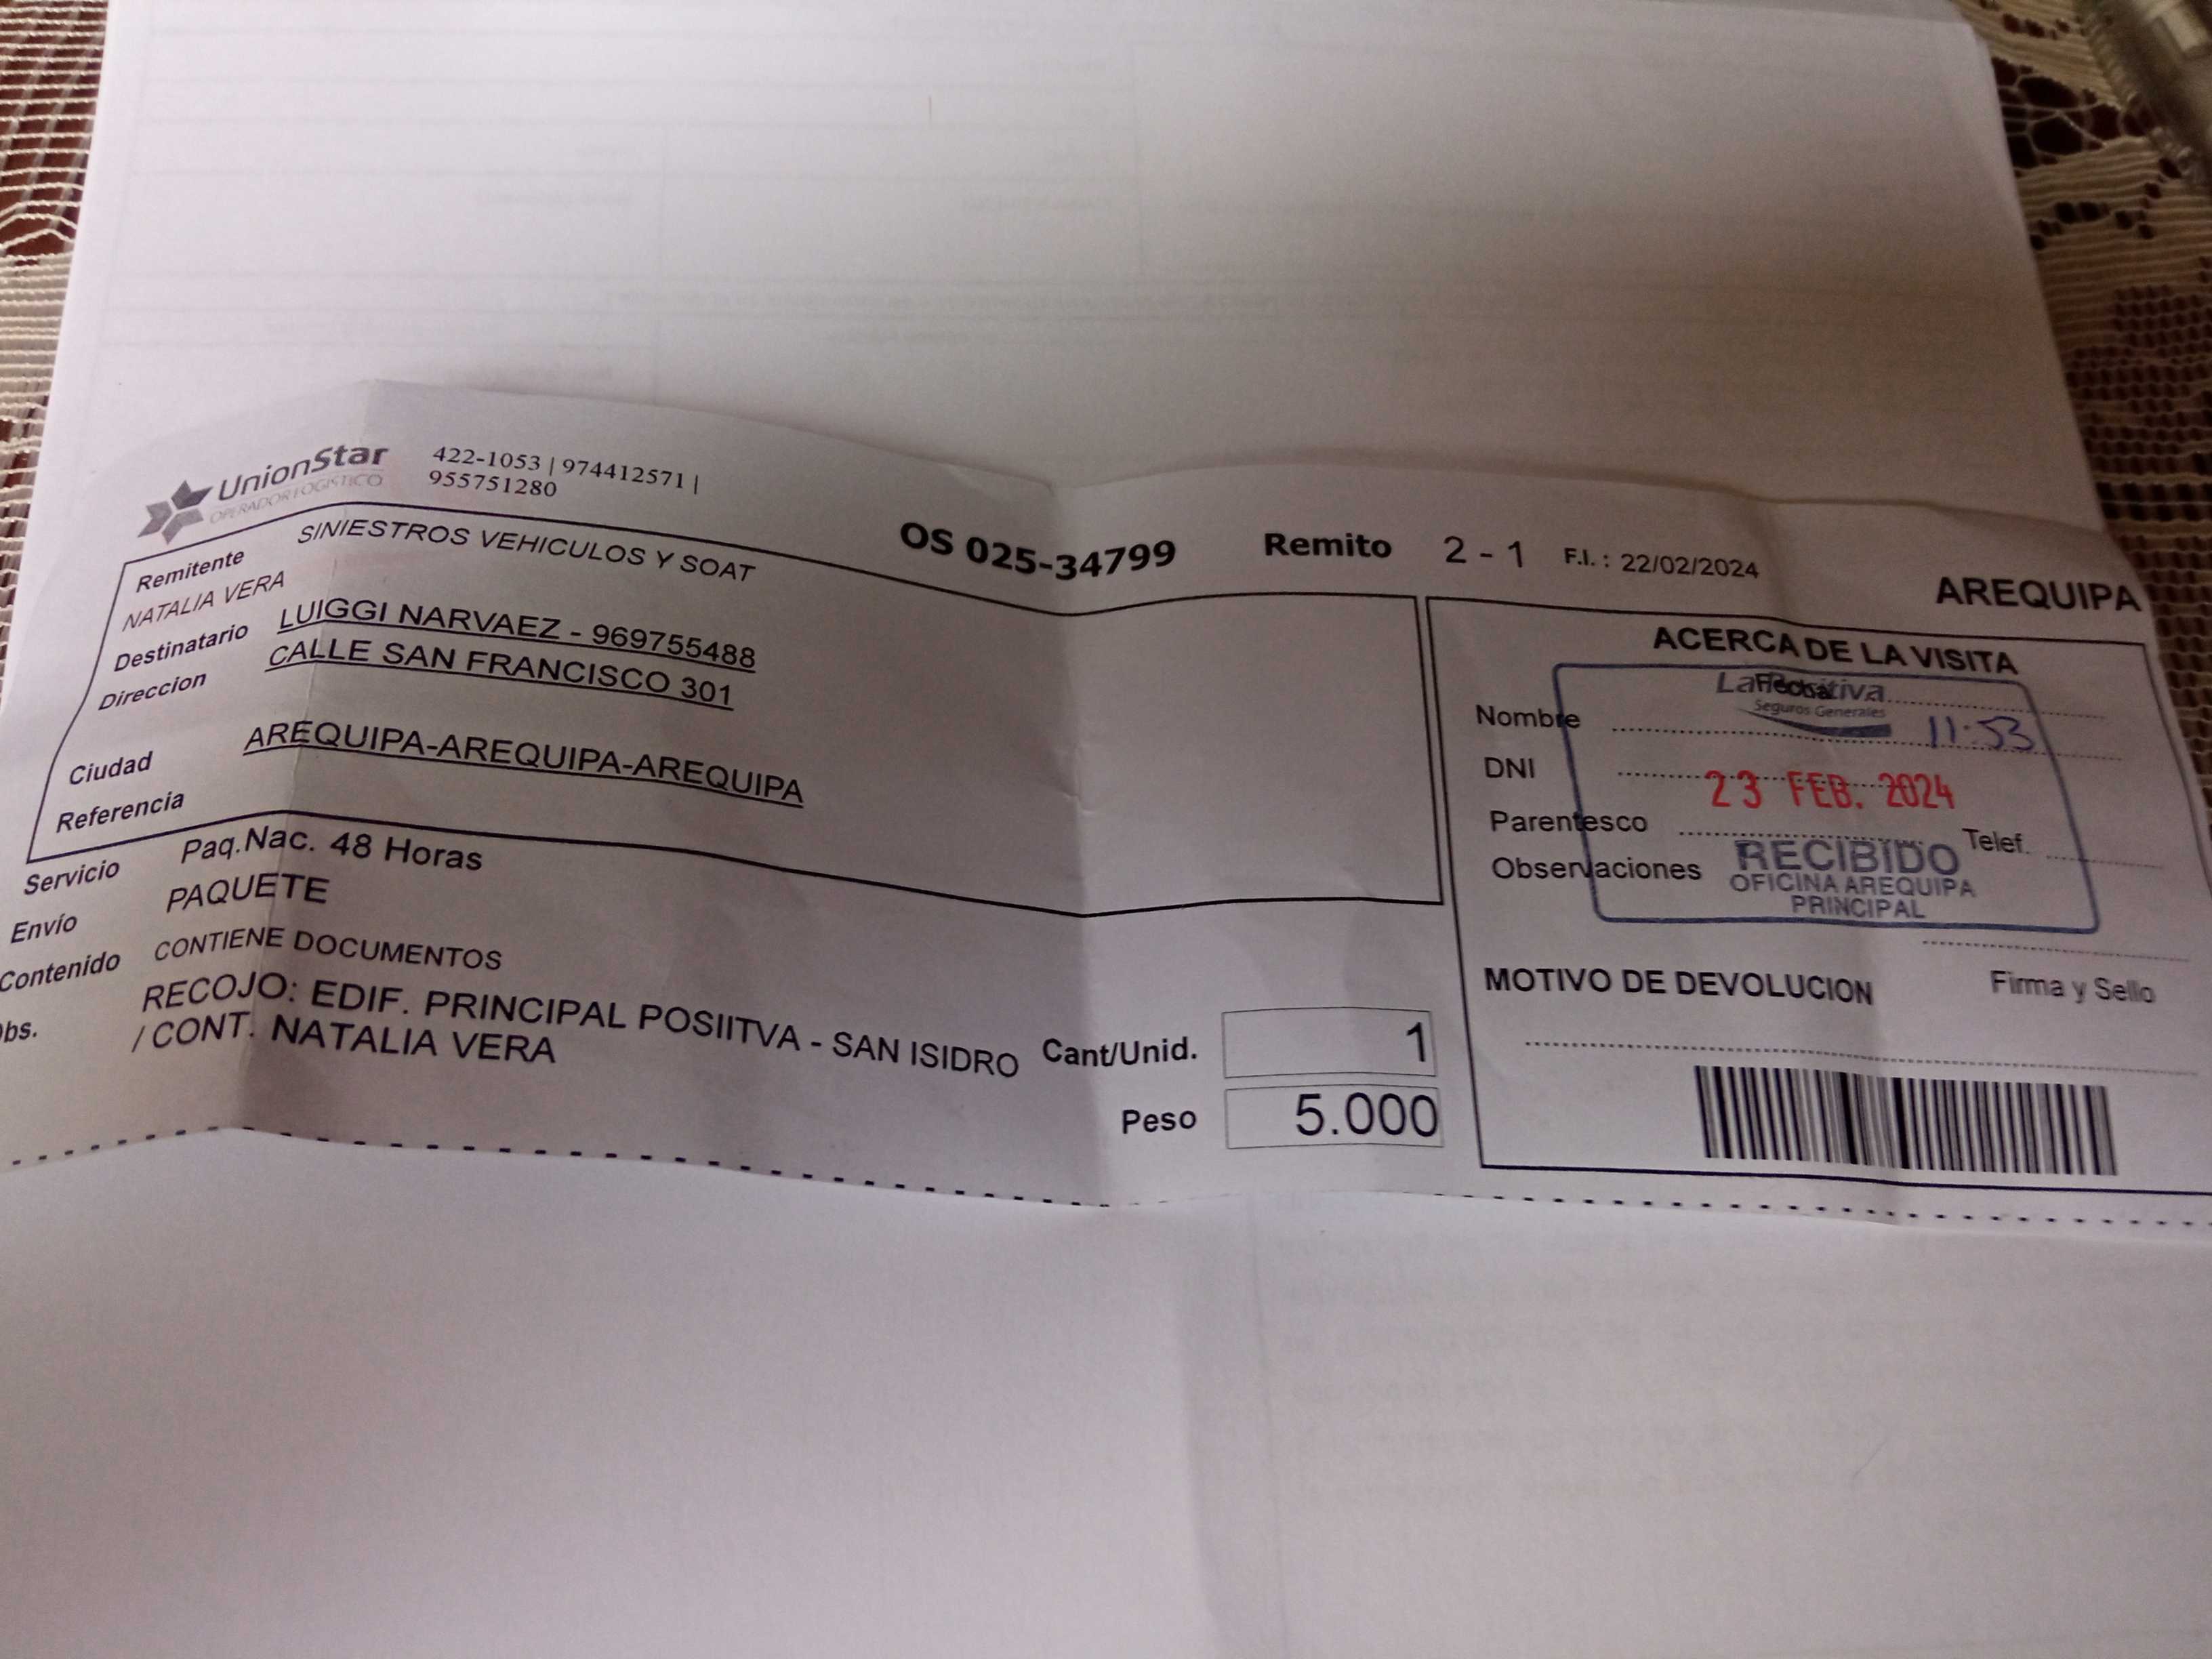 UnionStar
OPERADOR LOGISTICO
422-1053 | 974412571 |
955751280
OS 025-34799 Remito 2 - 1 F.I. : 22/02/2024
AREQUIPA
Remitente SINIESTROS VEHICULOS Y SOAT
NATALIA VERA
Destinatario LUIGGI NARVAEZ - 969755488
Direccion CALLE SAN FRANCISCO 301
Ciudad AREQUIPA-AREQUIPA-AREQUIPA
Referencia
Servicio Paq.Nac. 48 Horas
Envío PAQUETE
Contenido CONTIENE DOCUMENTOS
bs. RECOJO: EDIF. PRINCIPAL POSIITVA - SAN ISIDRO
/ CONT. NATALIA VERA
Cant/Unid. 1
Peso 5.000
ACERCA DE LA VISITA
Fecha
LaPositiva
Seguros Generales
Nombre 11:53
DNI
23 FEB. 2024
Parentesco Telef.
Observaciones
RECIBIDO
OFICINA AREQUIPA
PRINCIPAL
MOTIVO DE DEVOLUCION Firma y Sello